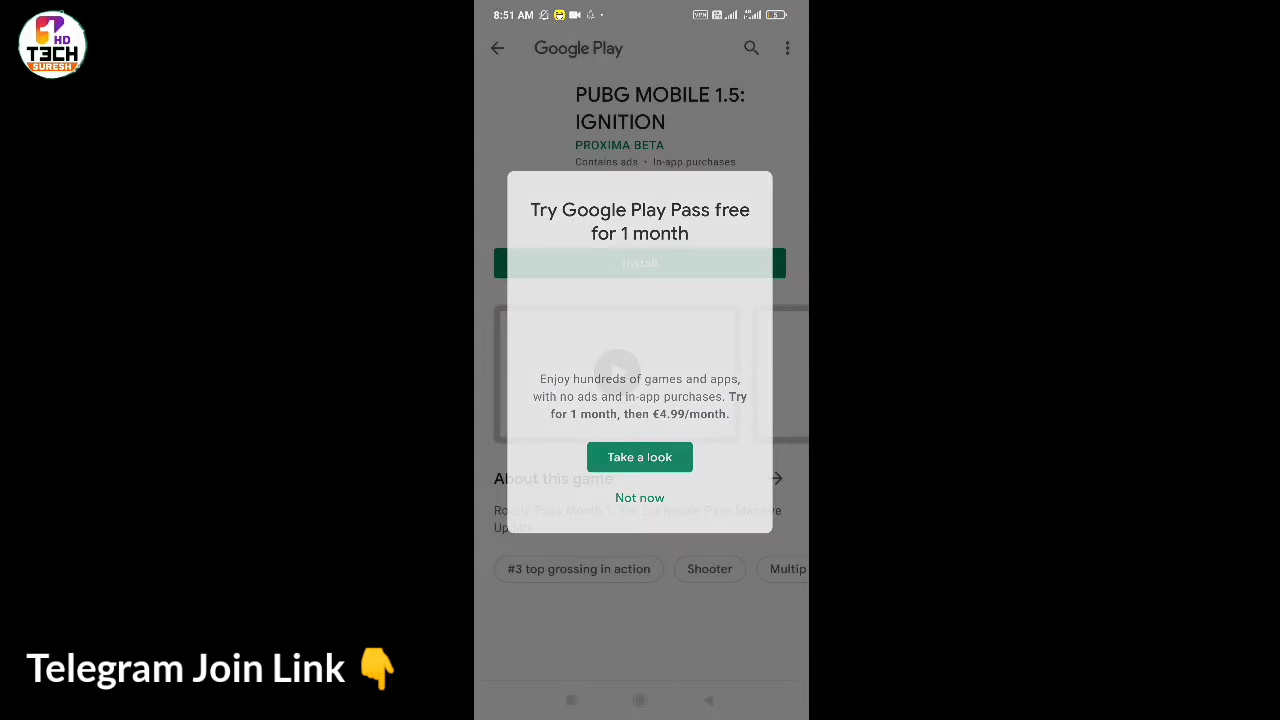 HD
T3CH
SURESH
8:51 AM
VPN
5
Google Play
PUBG MOBILE 1.5:
IGNITION
PROXIMA BETA
Contains ads • In-app purchases
Try Google Play Pass free
for 1 month
Install
Enjoy hundreds of games and apps,
with no ads and in-app purchases. Try
for 1 month, then €4.99/month.
Take a look
About this game
Not now
#3 top grossing in action
Shooter
Multip
Telegram Join Link 👇